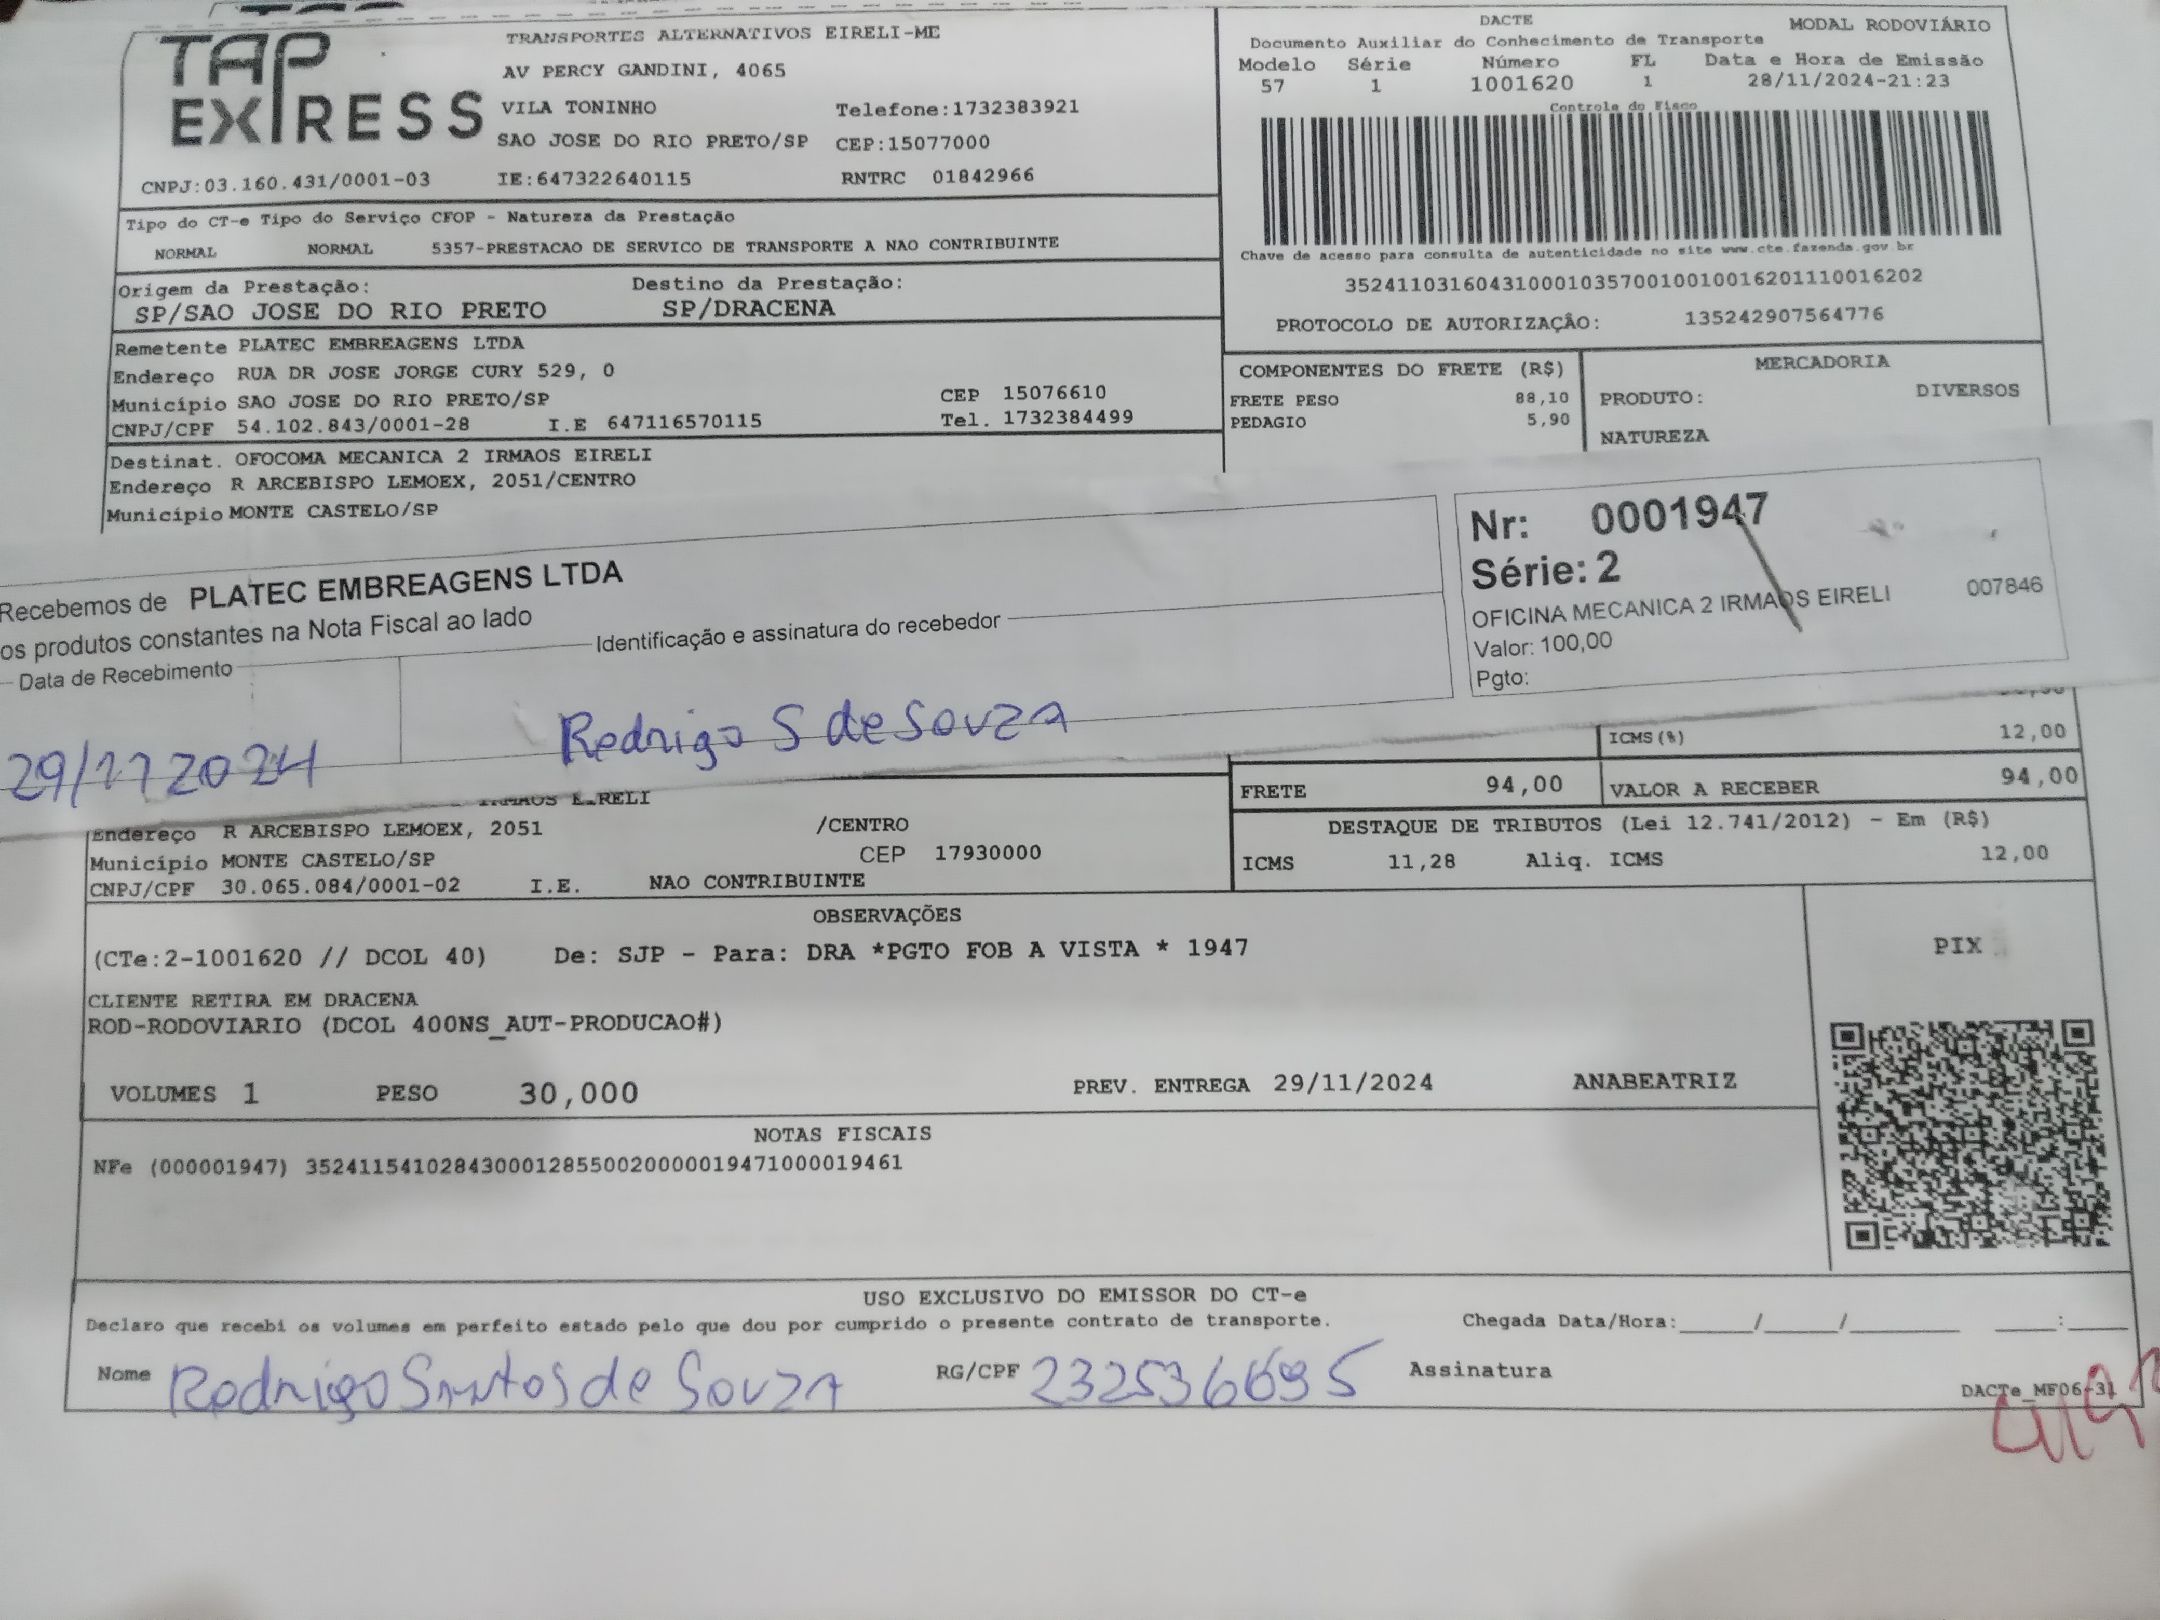 TAP EXPRESS
TRANSPORTES ALTERNATIVOS EIRELI-ME
AV PERCY GANDINI, 4065
VILA TONINHO Telefone:1732383921
SAO JOSE DO RIO PRETO/SP CEP:15077000
CNPJ:03.160.431/0001-03 IE:647322640115 RNTRC 01842966
DACTE MODAL RODOVIÁRIO
Documento Auxiliar do Conhecimento de Transporte
Modelo Série Número FL Data e Hora de Emissão
57 1 1001620 1 28/11/2024-21:23
Controle do Fisco
Chave de acesso para consulta de autenticidade no site www.cte.fazenda.gov.br
35241103160431000103570010010016201110016202
PROTOCOLO DE AUTORIZAÇÂO: 135242907564776
Tipo do CT-e Tipo do Serviço CFOP - Natureza da Prestação
NORMAL NORMAL 5357-PRESTACAO DE SERVICO DE TRANSPORTE A NAO CONTRIBUINTE
Origem da Prestação: Destino da Prestação:
SP/SAO JOSE DO RIO PRETO SP/DRACENA
Remetente PLATEC EMBREAGENS LTDA
Endereço RUA DR JOSE JORGE CURY 529, 0
Município SAO JOSE DO RIO PRETO/SP CEP 15076610
CNPJ/CPF 54.102.843/0001-28 I.E 647116570115 Tel. 1732384499
COMPONENTES DO FRETE (R$)
FRETE PESO 88,10
PEDAGIO 5,90
MERCADORIA
PRODUTO: DIVERSOS
NATUREZA
Destinat. OFOCOMA MECANICA 2 IRMAOS EIRELI
Endereço R ARCEBISPO LEMOEX, 2051/CENTRO
Município MONTE CASTELO/SP
Recebemos de PLATEC EMBREAGENS LTDA
os produtos constantes na Nota Fiscal ao lado
Data de Recebimento Identificação e assinatura do recebedor
29/11 2024 Rodrigo S de Souza
Nr: 0001947
Série: 2
OFICINA MECANICA 2 IRMAOS EIRELI 007846
Valor: 100,00
Pgto:
ICMS(%) 12,00
FRETE 94,00 VALOR A RECEBER 94,00
DESTAQUE DE TRIBUTOS (Lei 12.741/2012) - Em (R$)
ICMS 11,28 Aliq. ICMS 12,00
IRMAOS EIRELI
Endereço R ARCEBISPO LEMOEX, 2051 /CENTRO
Município MONTE CASTELO/SP CEP 17930000
CNPJ/CPF 30.065.084/0001-02 I.E. NAO CONTRIBUINTE
OBSERVAÇÕES
(CTe:2-1001620 // DCOL 40) De: SJP - Para: DRA *PGTO FOB A VISTA * 1947
CLIENTE RETIRA EM DRACENA
ROD-RODOVIARIO (DCOL 400NS_AUT-PRODUCAO#)
PIX
VOLUMES 1 PESO 30,000 PREV. ENTREGA 29/11/2024 ANABEATRIZ
NOTAS FISCAIS
NFe (000001947) 35241154102843000128550020000019471000019461
USO EXCLUSIVO DO EMISSOR DO CT-e
Declaro que recebi os volumes em perfeito estado pelo que dou por cumprido o presente contrato de transporte. Chegada Data/Hora:_____/_____/_______ ____:____
Nome Rodrigo Santos de Souza RG/CPF 232536695 Assinatura
DACTe_MF06-31